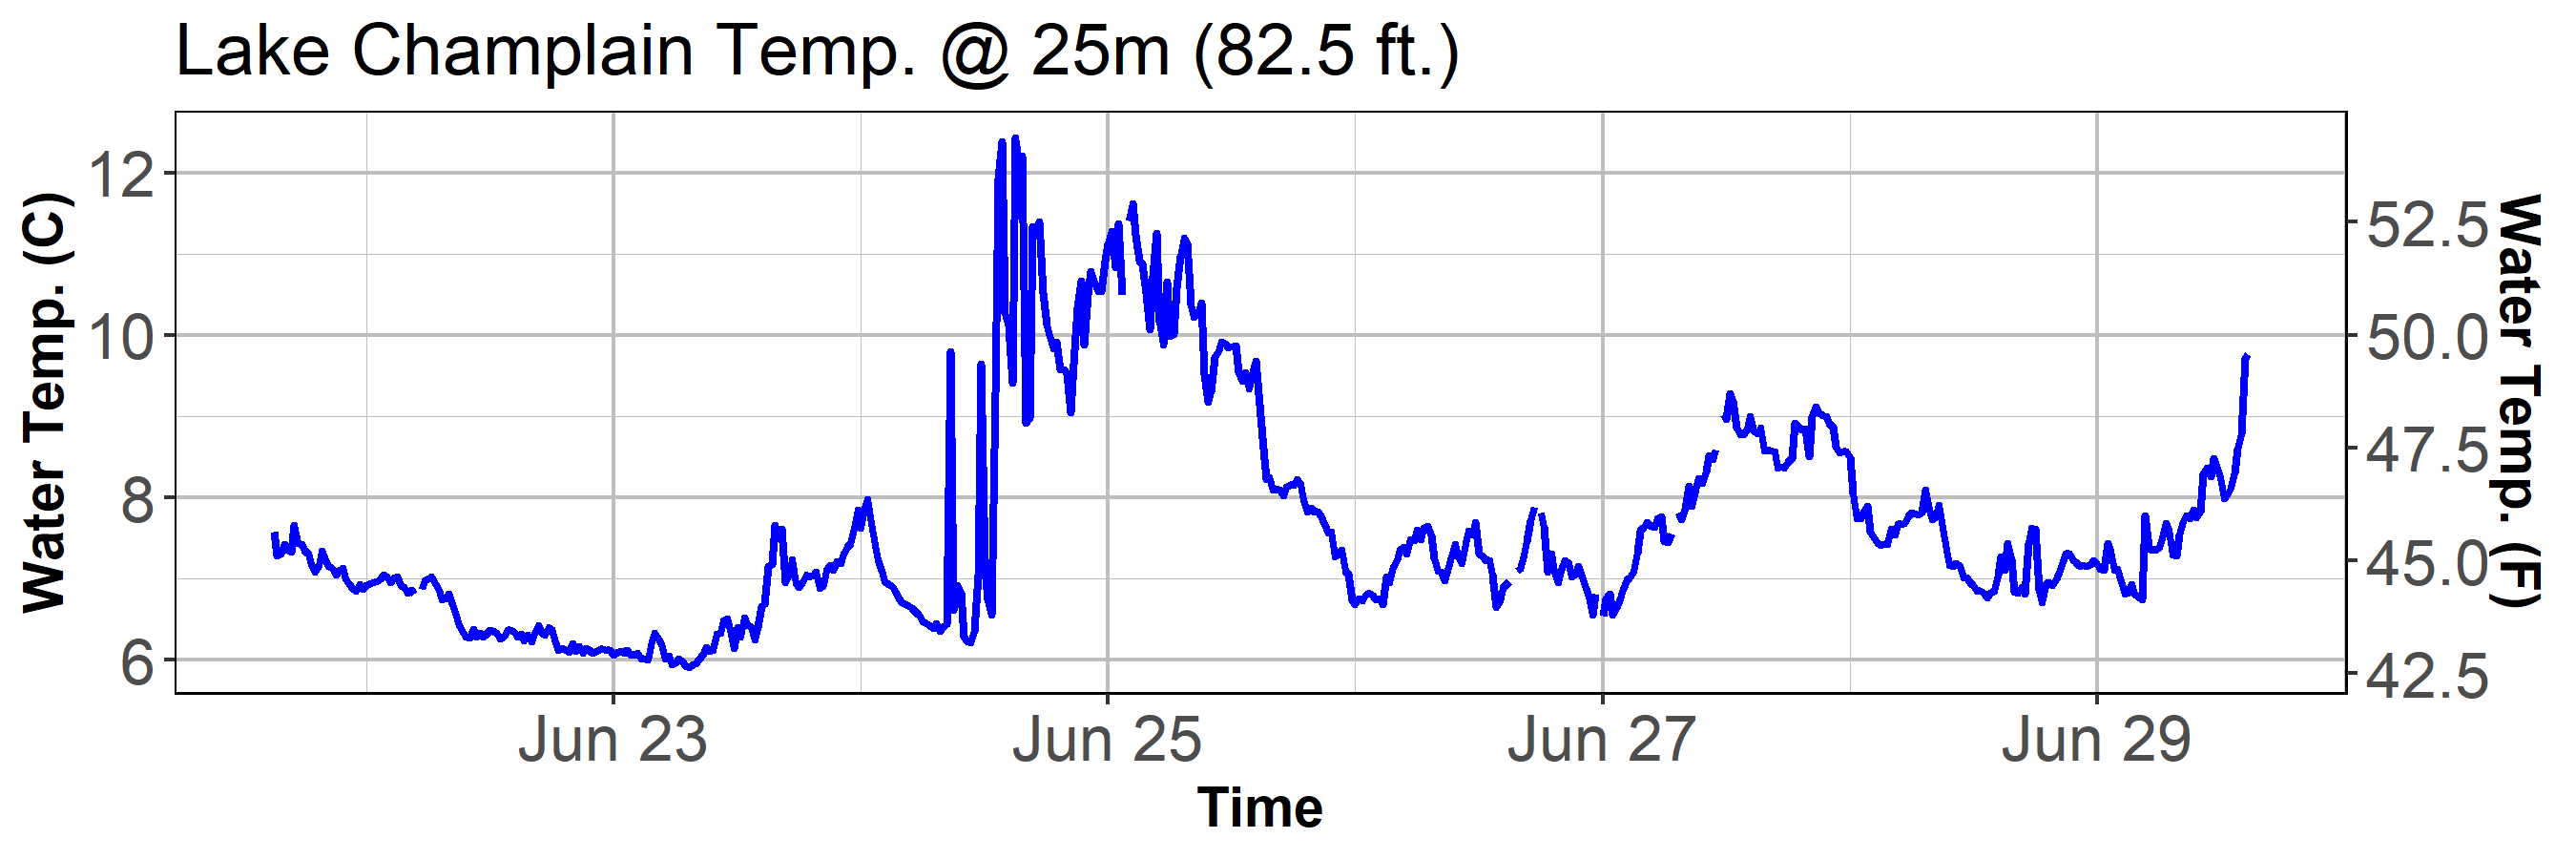 Lake Champlain Temp. @ 25m (82.5 ft.)
Water Temp. (C)
12
10
8
6
52.5
50.0
47.5
45.0
42.5
Water Temp. (F)
Jun 23
Jun 25
Jun 27
Jun 29
Time